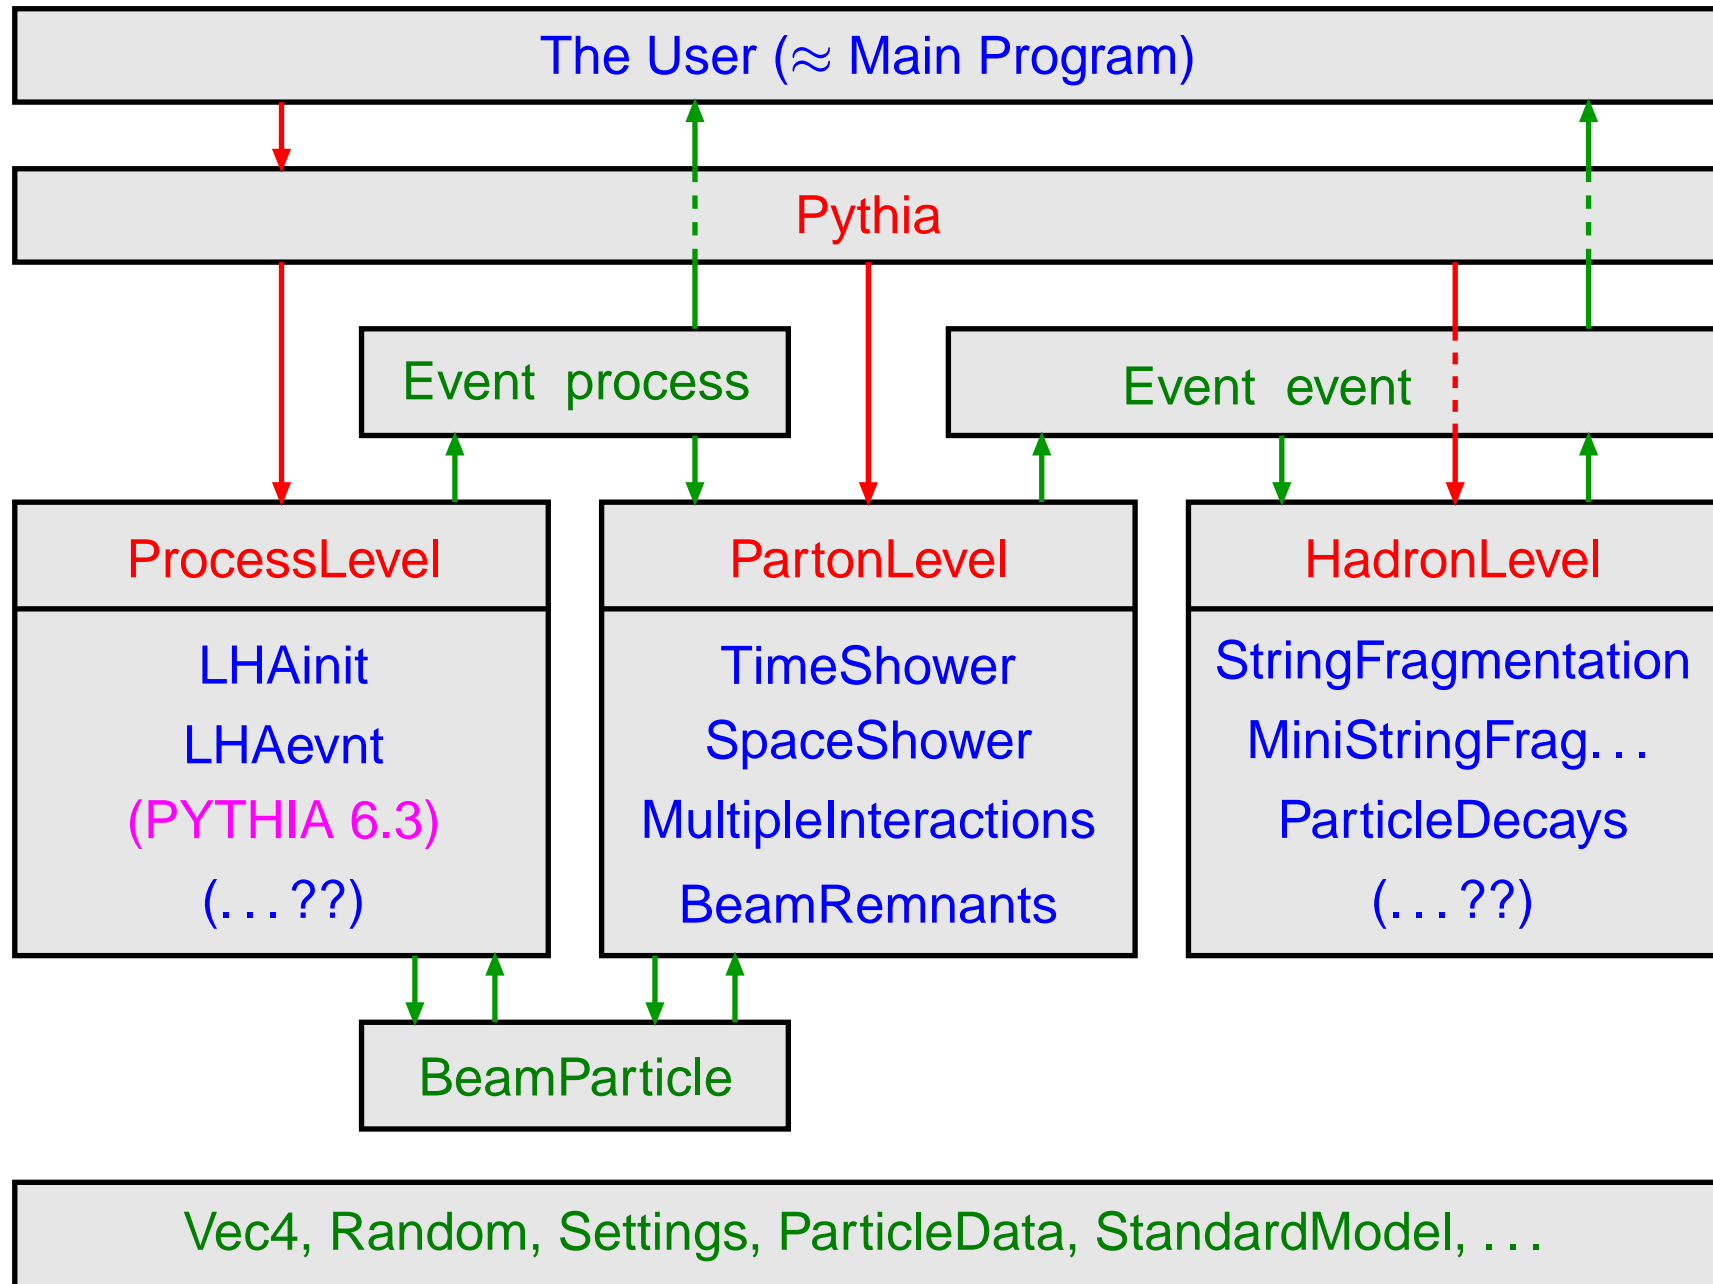 The User (≈ Main Program)
Pythia
Event process
Event event
ProcessLevel
LHAinit
LHAevnt
(PYTHIA 6.3)
(...??)
PartonLevel
TimeShower
SpaceShower
MultipleInteractions
BeamRemnants
HadronLevel
StringFragmentation
MiniStringFrag...
ParticleDecays
(...??)
BeamParticle
Vec4, Random, Settings, ParticleData, StandardModel, ...